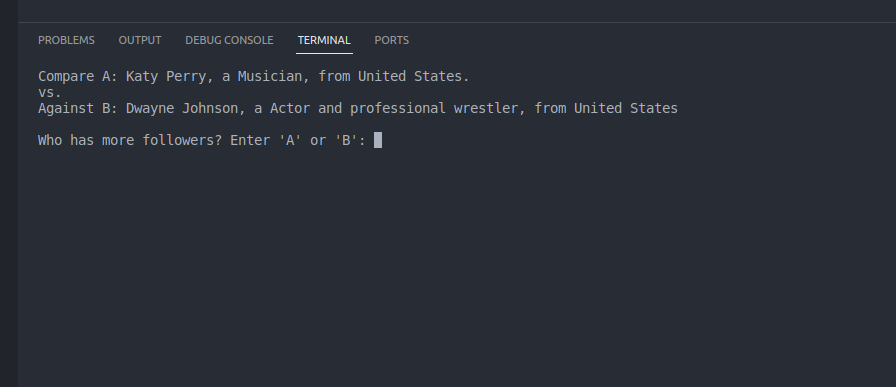 PROBLEMS OUTPUT DEBUG CONSOLE TERMINAL PORTS
Compare A: Katy Perry, a Musician, from United States.
vs.
Against B: Dwayne Johnson, a Actor and professional wrestler, from United States
Who has more followers? Enter 'A' or 'B':